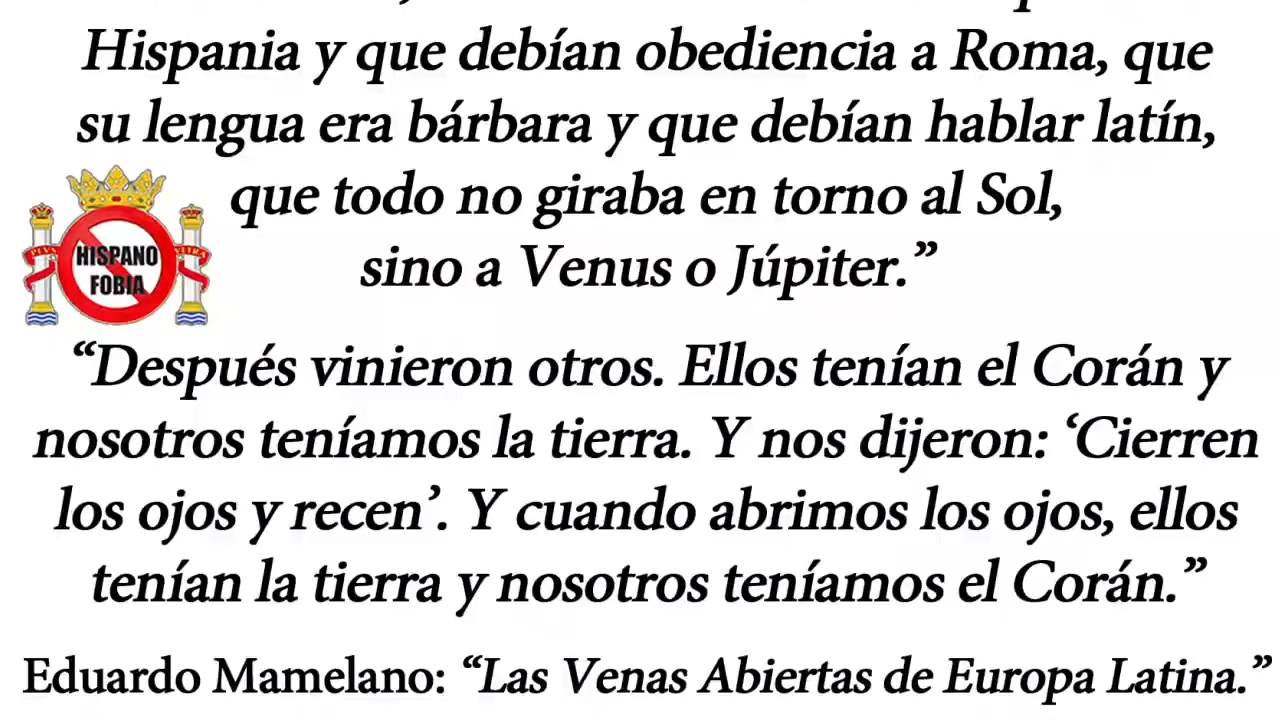 Hispania y que debían obediencia a Roma, que
su lengua era bárbara y que debían hablar latín,
que todo no giraba en torno al Sol,
sino a Venus o Júpiter.”
PLVS VLTRA
HISPANO
FOBIA
“Después vinieron otros. Ellos tenían el Corán y
nosotros teníamos la tierra. Y nos dijeron: ‘Cierren
los ojos y recen’. Y cuando abrimos los ojos, ellos
tenían la tierra y nosotros teníamos el Corán.”
Eduardo Mamelano: “Las Venas Abiertas de Europa Latina.”